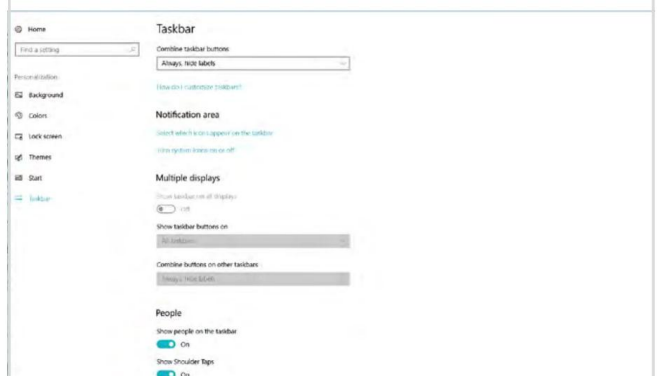 Home
Find a setting
Personalization
Background
Colors
Lock screen
Themes
Start
Taskbar
Taskbar
Combine taskbar buttons
Always, hide labels
How do I customize taskbars?
Notification area
Select which icons appear on the taskbar
Turn system icons on or off
Multiple displays
Show taskbar on all displays
Off
Show taskbar buttons on
All taskbars
Combine buttons on other taskbars
Always, hide labels
People
Show people on the taskbar
On
Show Shoulder Taps
On